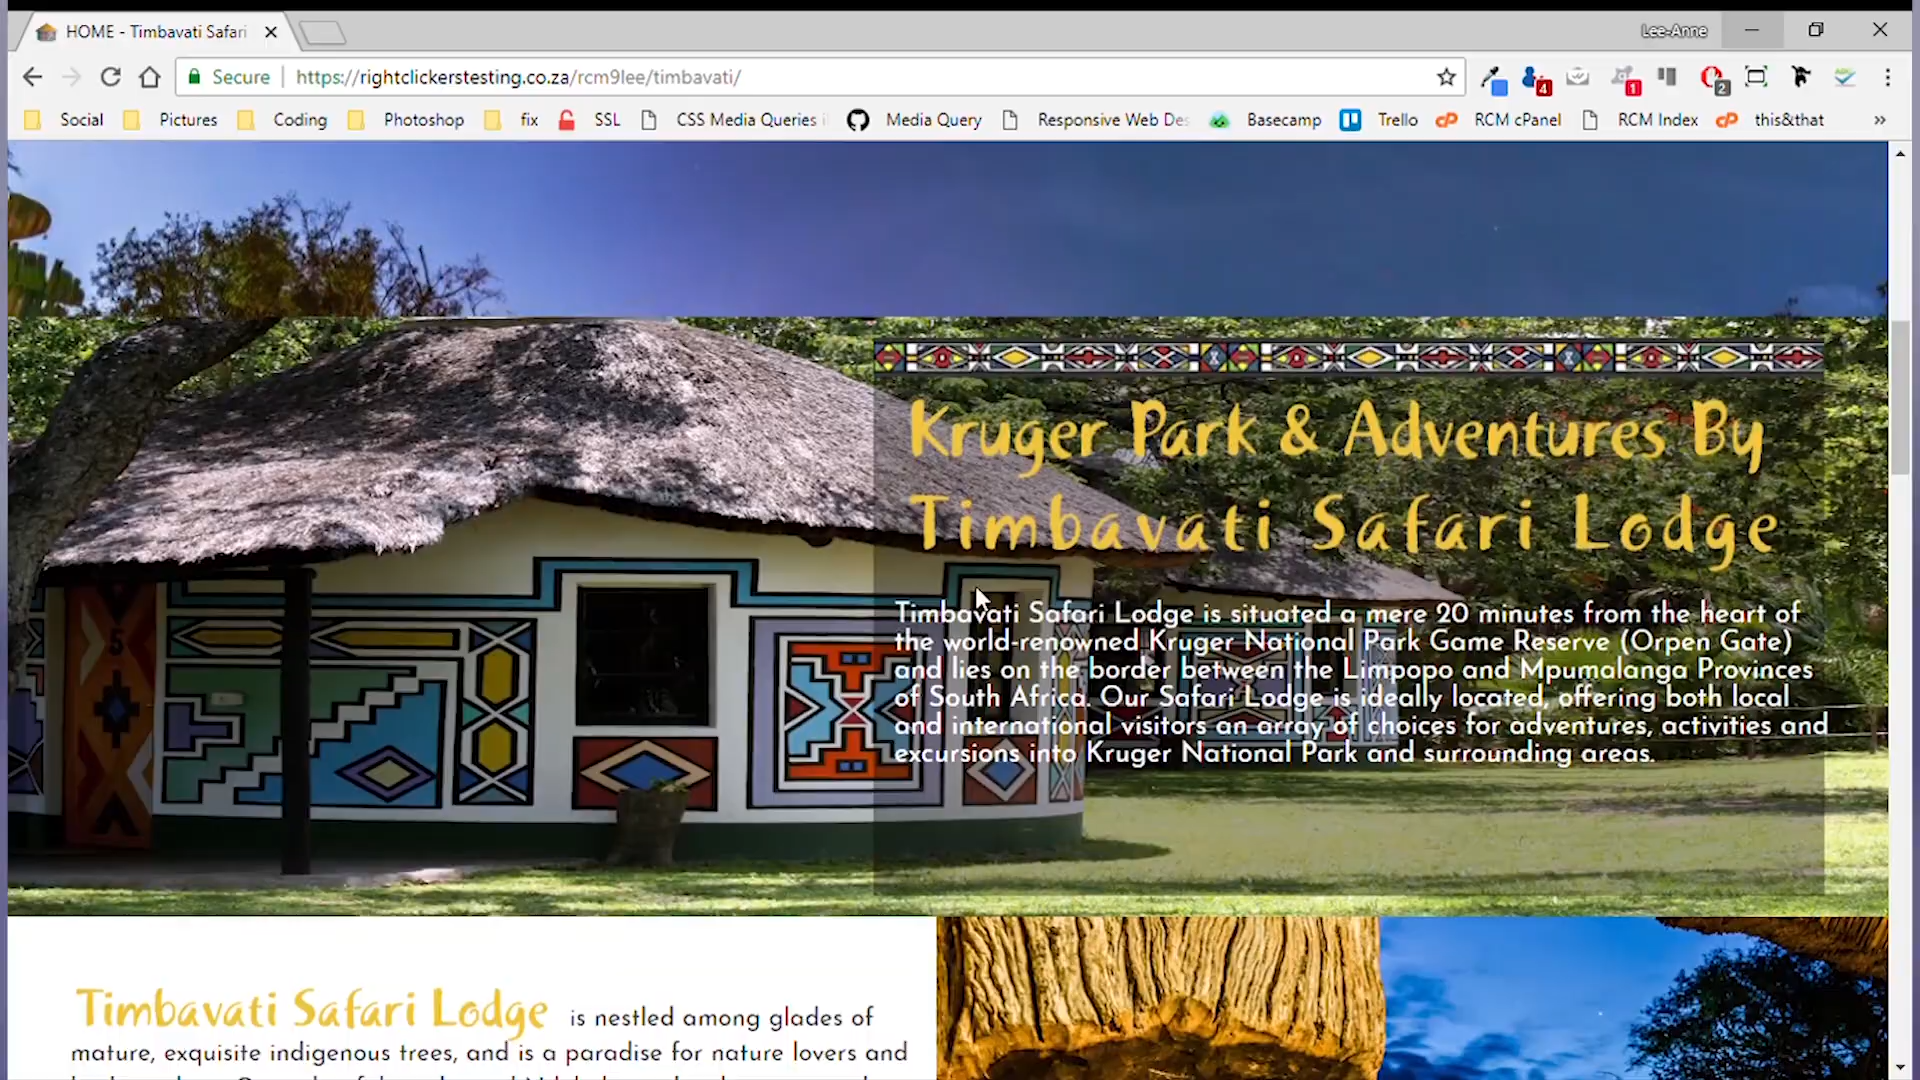 HOME - Timbavati Safari
Lee-Anne
Secure https://rightclickerstesting.co.za/rcm9lee/timbavati/
4 1 2
Social Pictures Coding Photoshop fix SSL CSS Media Queries Media Query Responsive Web Des Basecamp Trello RCM cPanel RCM Index this&that »
Kruger Park & Adventures By
Timbavati Safari Lodge
Timbavati Safari Lodge is situated a mere 20 minutes from the heart of
the world-renowned Kruger National Park Game Reserve (Orpen Gate)
and lies on the border between the Limpopo and Mpumalanga Provinces
of South Africa. Our Safari Lodge is ideally located, offering both local
and international visitors an array of choices for adventures, activities and
excursions into Kruger National Park and surrounding areas.
5
Timbavati Safari Lodge is nestled among glades of
mature, exquisite indigenous trees, and is a paradise for nature lovers and